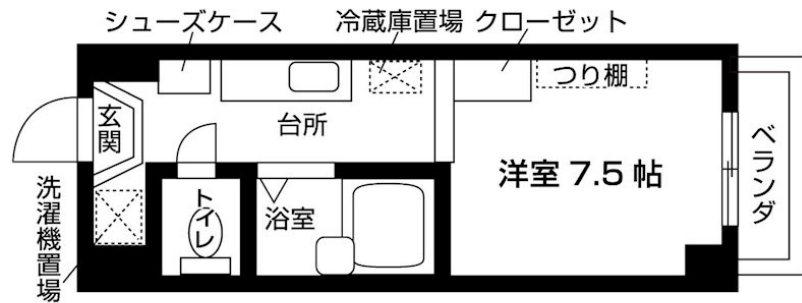 シューズケース
冷蔵庫置場
クローゼット
つり棚
玄関
台所
洋室 7.5 帖
ベランダ
トイレ
浴室
洗濯機置場